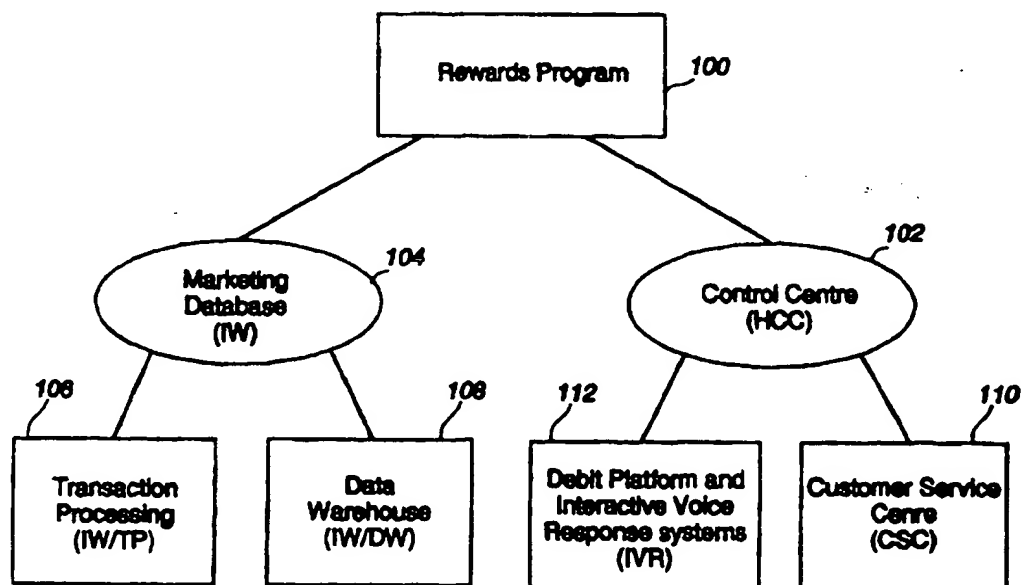 Rewards Program
100
102
104
Marketing
Database
(IW)
Control Centre
(HCC)
106
108
112
110
Transaction
Processing
(IW/TP)
Data
Warehouse
(IW/DW)
Debit Platform and
Interactive Voice
Response systems
(IVR)
Customer Service
Cenre
(CSC)